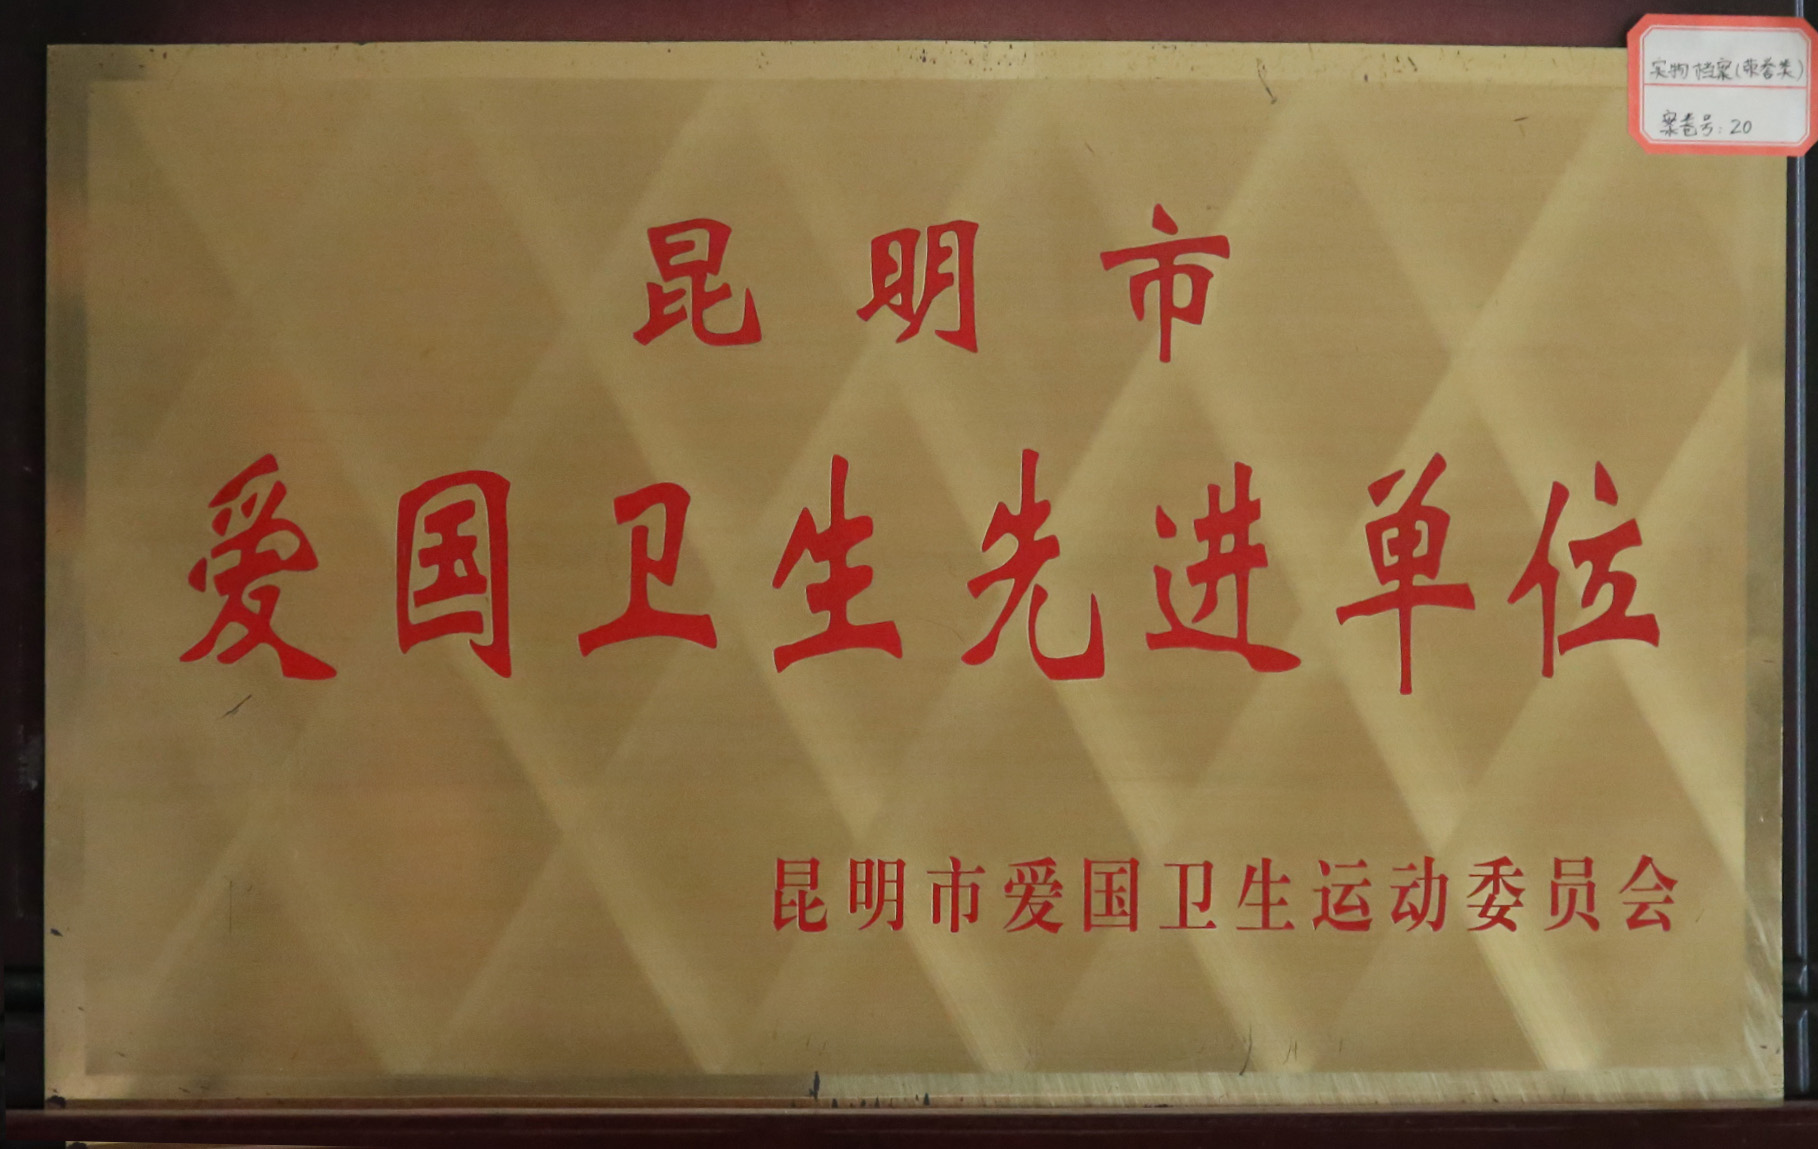 实物档案(荣誉类)
案卷号:20
昆明市
爱国卫生先进单位
昆明市爱国卫生运动委员会